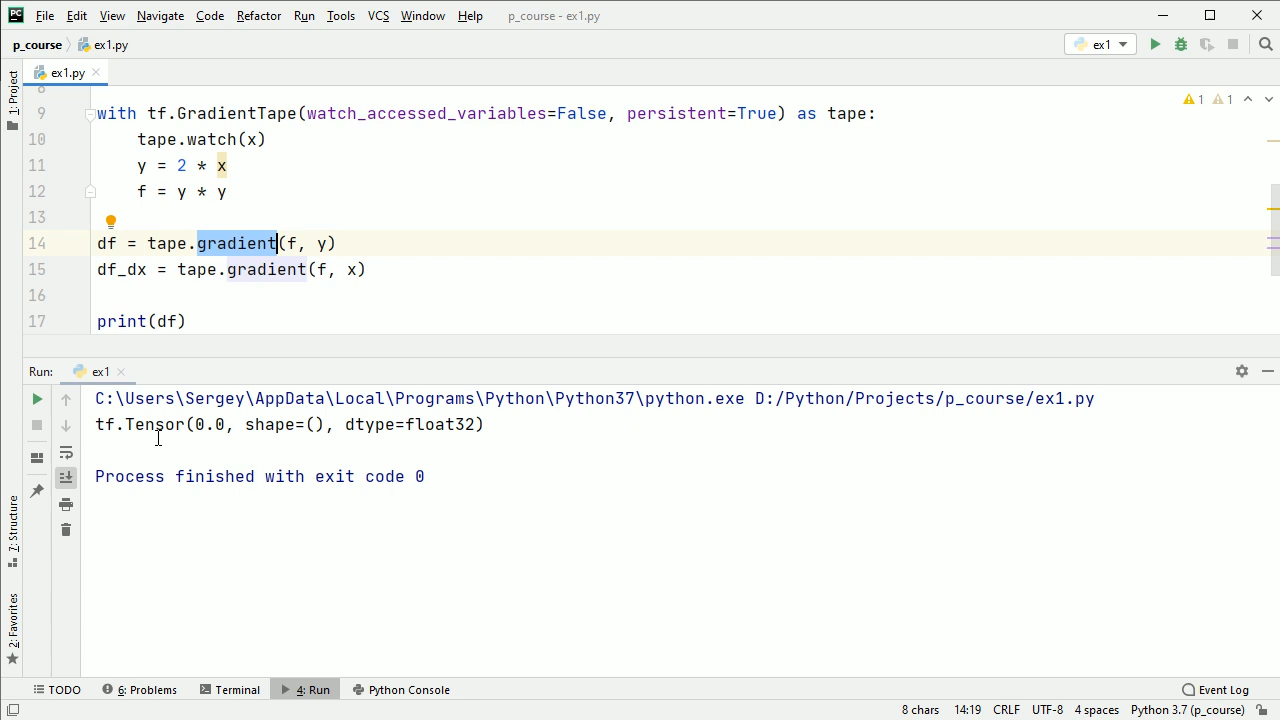 File Edit View Navigate Code Refactor Run Tools VCS Window Help p_course - ex1.py
p_course ex1.py ex1
1: Project
ex1.py
1 1
9 with tf.GradientTape(watch_accessed_variables=False, persistent=True) as tape:
10 tape.watch(x)
11 y = 2 * x
12 f = y * y
13
14 df = tape.gradient(f, y)
15 df_dx = tape.gradient(f, x)
16
17 print(df)
Run: ex1
C:\Users\Sergey\AppData\Local\Programs\Python\Python37\python.exe D:/Python/Projects/p_course/ex1.py
tf.Tensor(0.0, shape=(), dtype=float32)
Process finished with exit code 0
7: Structure
2: Favorites
TODO 6: Problems Terminal 4: Run Python Console Event Log
8 chars 14:19 CRLF UTF-8 4 spaces Python 3.7 (p_course)